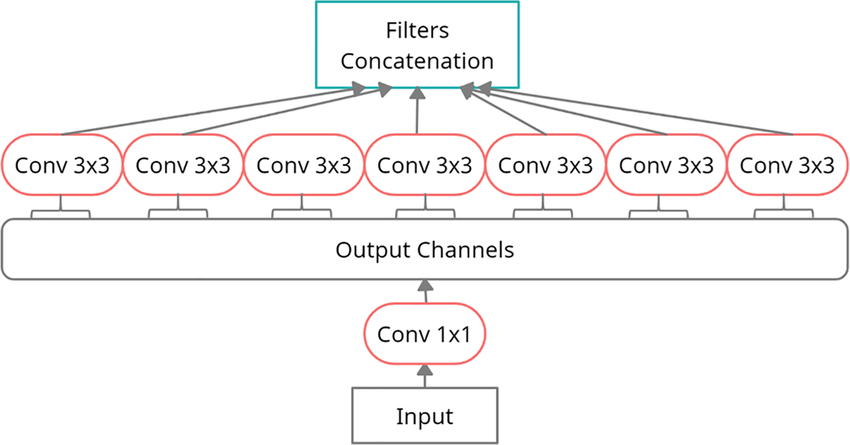 Filters
Concatenation
Conv 3x3 Conv 3x3 Conv 3x3 Conv 3x3 Conv 3x3 Conv 3x3 Conv 3x3
Output Channels
Conv 1x1
Input